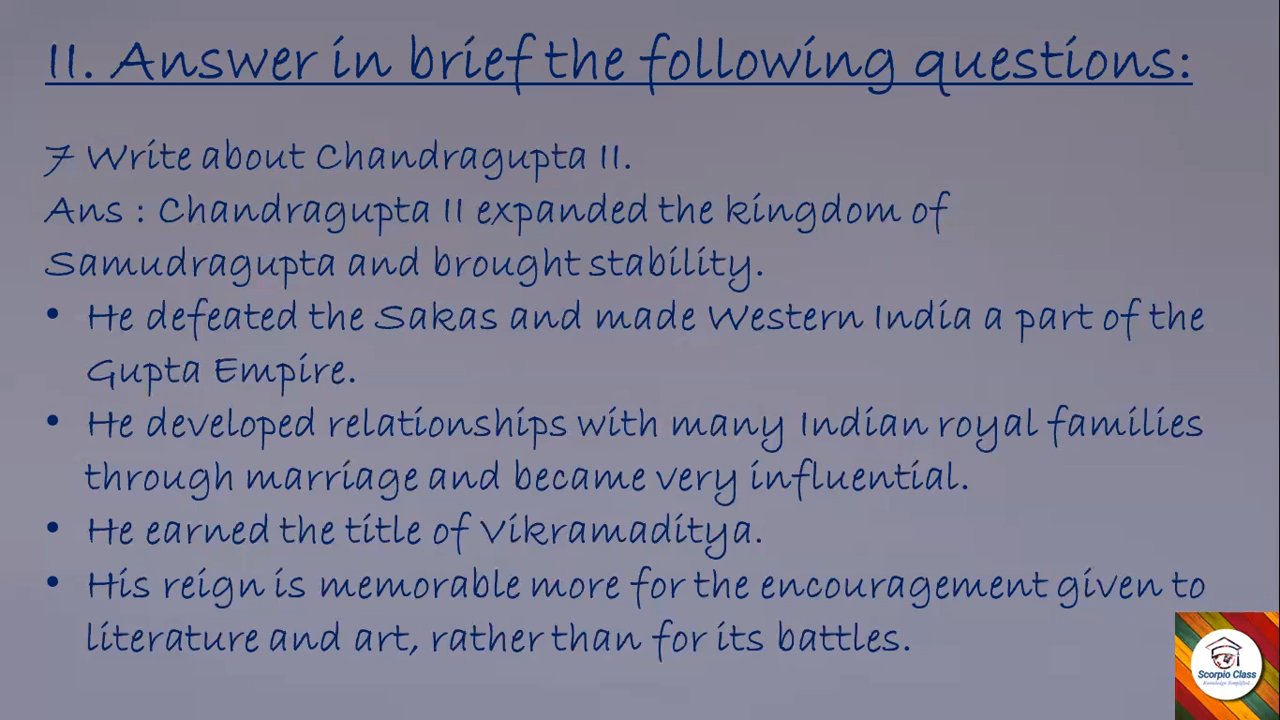 II. Answer in brief the following questions:
7 Write about Chandragupta II.
Ans : Chandragupta II expanded the kingdom of
Samudragupta and brought stability.
• He defeated the Sakas and made Western India a part of the
Gupta Empire.
• He developed relationships with many Indian royal families
through marriage and became very influential.
• He earned the title of Vikramaditya.
• His reign is memorable more for the encouragement given to
literature and art, rather than for its battles.
Scorpio Class
Knowledge Simplified...